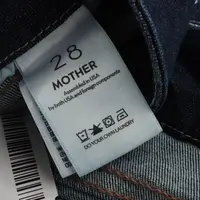 28
MOTHER
Assembled in USA
by both USA and foreign components
DO YOUR OWN LAUNDRY